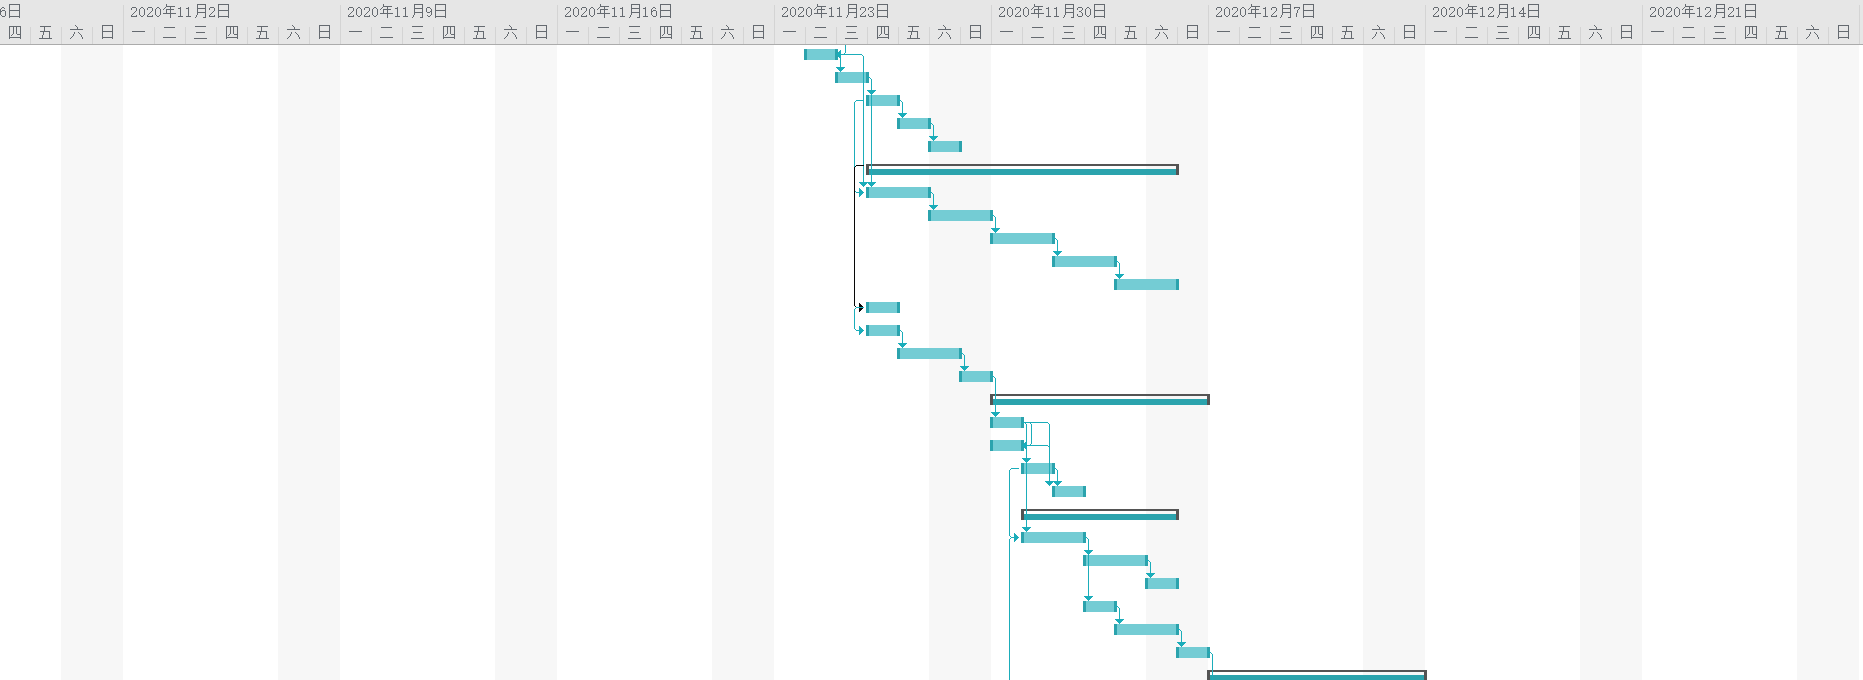 6日 2020年11月2日 2020年11月9日 2020年11月16日 2020年11月23日 2020年11月30日 2020年12月7日 2020年12月14日 2020年12月21日
四 五 六 日 一 二 三 四 五 六 日 一 二 三 四 五 六 日 一 二 三 四 五 六 日 一 二 三 四 五 六 日 一 二 三 四 五 六 日 一 二 三 四 五 六 日 一 二 三 四 五 六 日 一 二 三 四 五 六 日